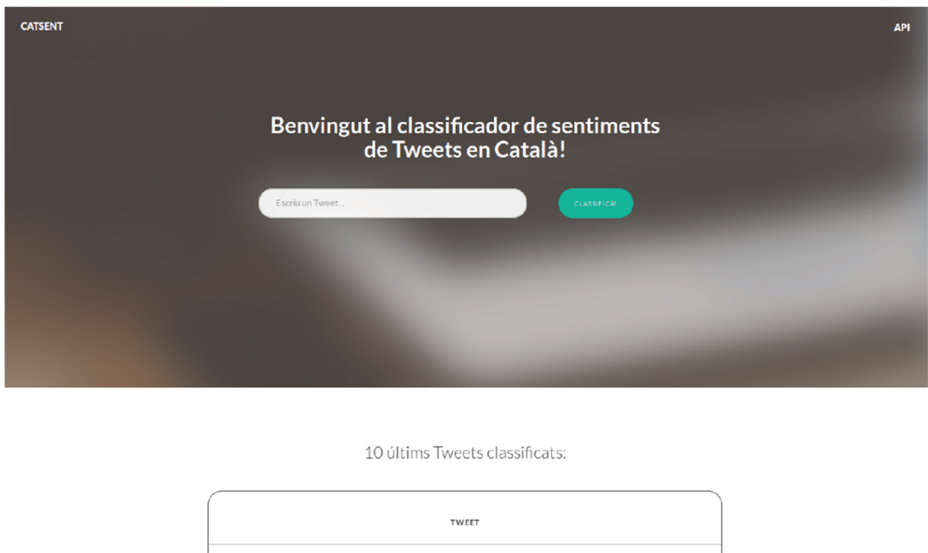 CATSENT
API
Benvingut al classificador de sentiments
de Tweets en Català!
Escriu un Tweet...
CLASSIFICA!
10 últims Tweets classificats:
TWEET